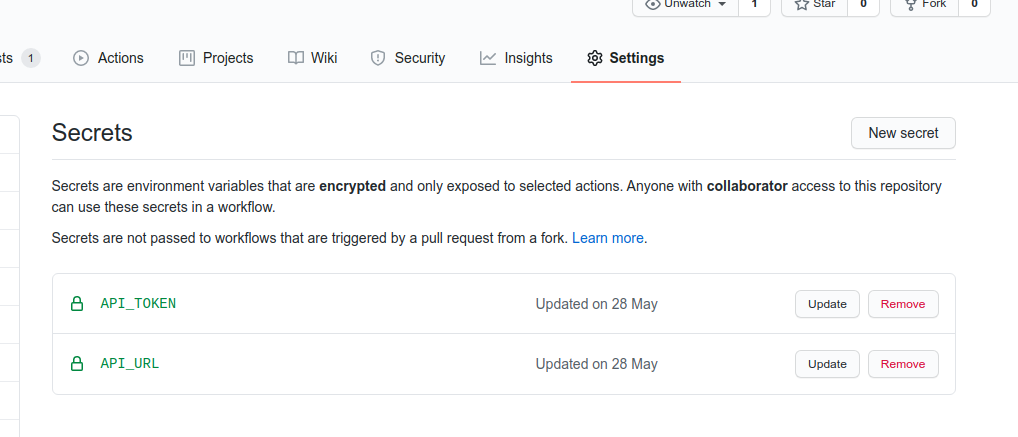 Unwatch 1 Star 0 Fork 0
sts 1 Actions Projects Wiki Security Insights Settings
Secrets New secret
Secrets are environment variables that are encrypted and only exposed to selected actions. Anyone with collaborator access to this repository
can use these secrets in a workflow.
Secrets are not passed to workflows that are triggered by a pull request from a fork. Learn more.
API_TOKEN Updated on 28 May Update Remove
API_URL Updated on 28 May Update Remove